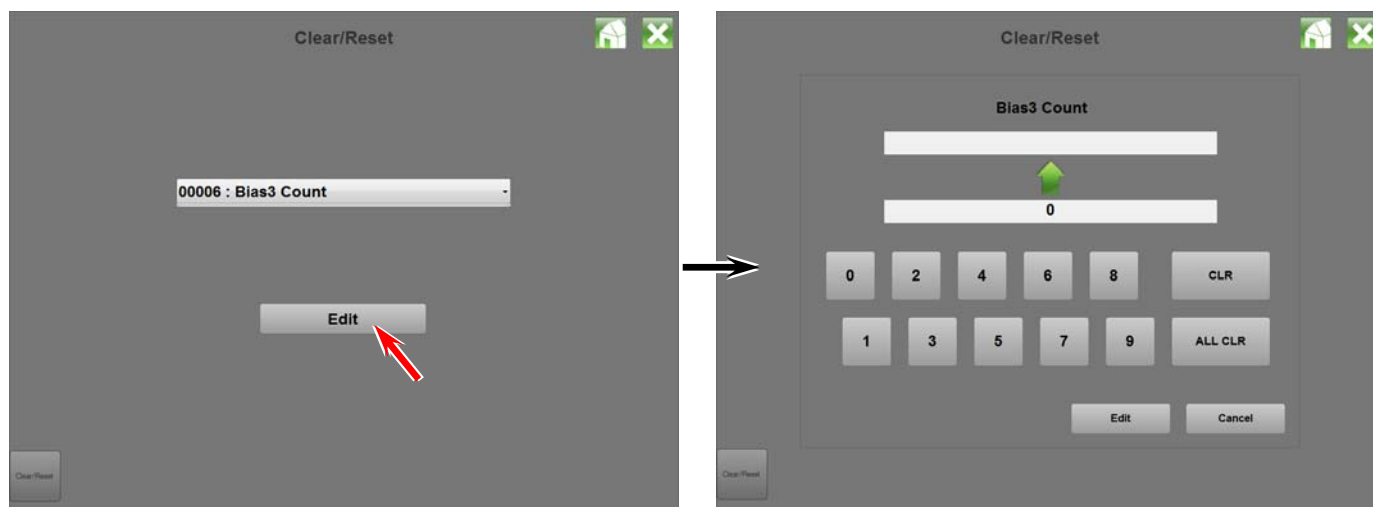 Clear/Reset
00006 : Bias3 Count
Edit
Clear/Reset
Clear/Reset
Bias3 Count
0
0 2 4 6 8 CLR
1 3 5 7 9 ALL CLR
Edit Cancel
Clear/Reset